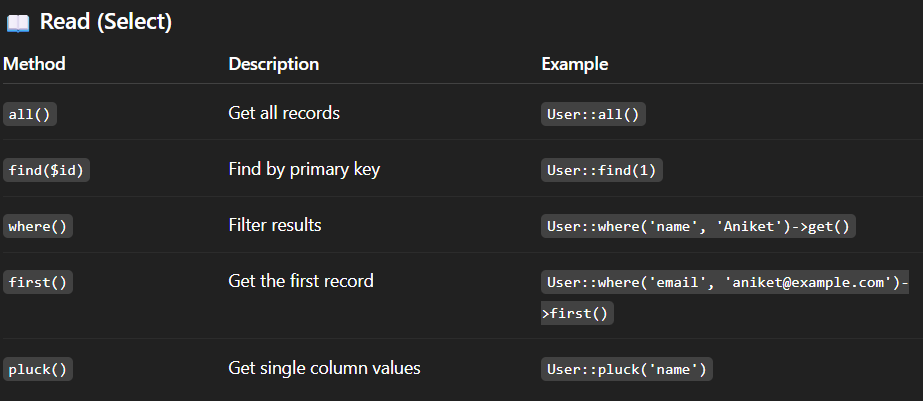 📖 Read (Select)
Method Description Example
all() Get all records User::all()
find($id) Find by primary key User::find(1)
where() Filter results User::where('name', 'Aniket')->get()
first() Get the first record User::where('email', 'aniket@example.com')-
>first()
pluck() Get single column values User::pluck('name')